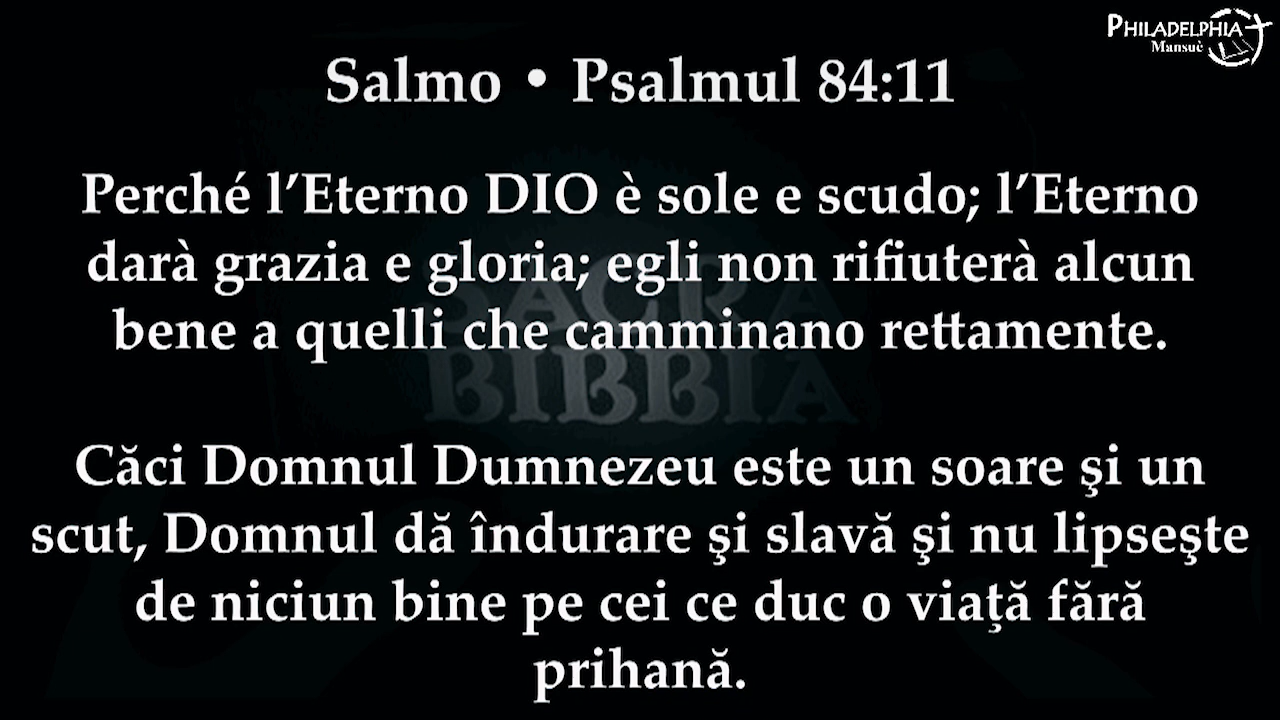 PHILADELPHIA
Mansuè
Salmo • Psalmul 84:11
Perché l’Eterno DIO è sole e scudo; l’Eterno
darà grazia e gloria; egli non rifiuterà alcun
bene a quelli che camminano rettamente.
SACRA
BIBBIA
Căci Domnul Dumnezeu este un soare şi un
scut, Domnul dă îndurare şi slavă şi nu lipseşte
de niciun bine pe cei ce duc o viaţă fără
prihană.